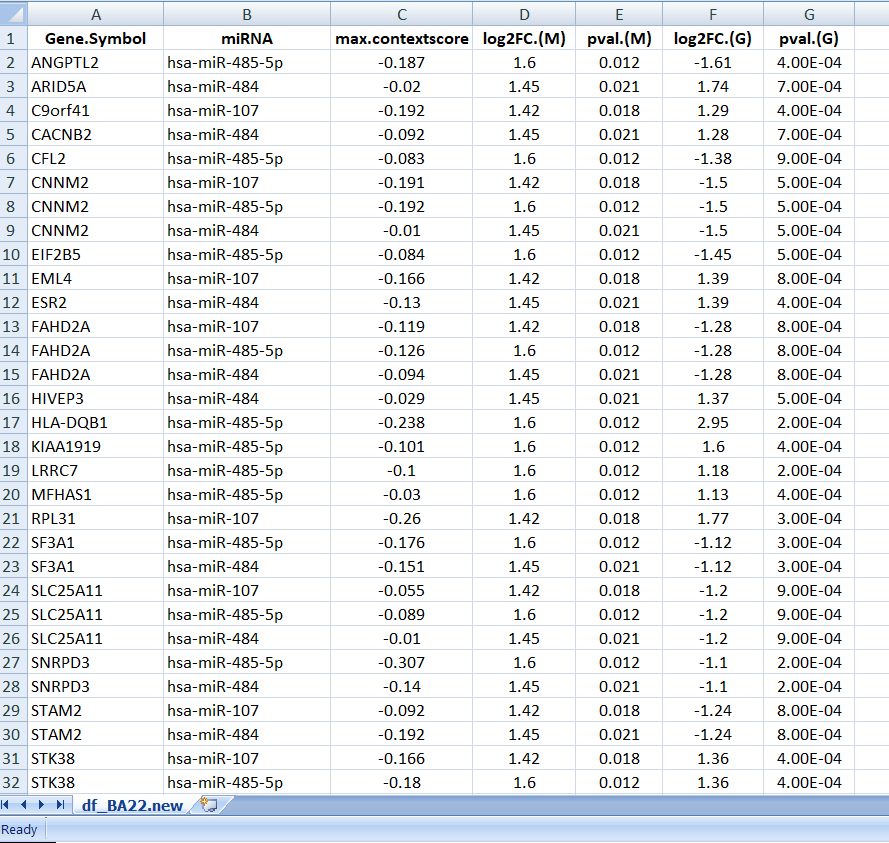 A B C D E F G
1 Gene.Symbol miRNA max.contextscore log2FC.(M) pval.(M) log2FC.(G) pval.(G)
2 ANGPTL2 hsa-miR-485-5p -0.187 1.6 0.012 -1.61 4.00E-04
3 ARID5A hsa-miR-484 -0.02 1.45 0.021 1.74 7.00E-04
4 C9orf41 hsa-miR-107 -0.192 1.42 0.018 1.29 4.00E-04
5 CACNB2 hsa-miR-484 -0.092 1.45 0.021 1.28 7.00E-04
6 CFL2 hsa-miR-485-5p -0.083 1.6 0.012 -1.38 9.00E-04
7 CNNM2 hsa-miR-107 -0.191 1.42 0.018 -1.5 5.00E-04
8 CNNM2 hsa-miR-485-5p -0.192 1.6 0.012 -1.5 5.00E-04
9 CNNM2 hsa-miR-484 -0.01 1.45 0.021 -1.5 5.00E-04
10 EIF2B5 hsa-miR-485-5p -0.084 1.6 0.012 -1.45 5.00E-04
11 EML4 hsa-miR-107 -0.166 1.42 0.018 1.39 8.00E-04
12 ESR2 hsa-miR-484 -0.13 1.45 0.021 1.39 4.00E-04
13 FAHD2A hsa-miR-107 -0.119 1.42 0.018 -1.28 8.00E-04
14 FAHD2A hsa-miR-485-5p -0.126 1.6 0.012 -1.28 8.00E-04
15 FAHD2A hsa-miR-484 -0.094 1.45 0.021 -1.28 8.00E-04
16 HIVEP3 hsa-miR-484 -0.029 1.45 0.021 1.37 5.00E-04
17 HLA-DQB1 hsa-miR-485-5p -0.238 1.6 0.012 2.95 2.00E-04
18 KIAA1919 hsa-miR-485-5p -0.101 1.6 0.012 1.6 4.00E-04
19 LRRC7 hsa-miR-485-5p -0.1 1.6 0.012 1.18 2.00E-04
20 MFHAS1 hsa-miR-485-5p -0.03 1.6 0.012 1.13 4.00E-04
21 RPL31 hsa-miR-107 -0.26 1.42 0.018 1.77 3.00E-04
22 SF3A1 hsa-miR-485-5p -0.176 1.6 0.012 -1.12 3.00E-04
23 SF3A1 hsa-miR-484 -0.151 1.45 0.021 -1.12 3.00E-04
24 SLC25A11 hsa-miR-107 -0.055 1.42 0.018 -1.2 9.00E-04
25 SLC25A11 hsa-miR-485-5p -0.089 1.6 0.012 -1.2 9.00E-04
26 SLC25A11 hsa-miR-484 -0.01 1.45 0.021 -1.2 9.00E-04
27 SNRPD3 hsa-miR-485-5p -0.307 1.6 0.012 -1.1 2.00E-04
28 SNRPD3 hsa-miR-484 -0.14 1.45 0.021 -1.1 2.00E-04
29 STAM2 hsa-miR-107 -0.092 1.42 0.018 -1.24 8.00E-04
30 STAM2 hsa-miR-484 -0.192 1.45 0.021 -1.24 8.00E-04
31 STK38 hsa-miR-107 -0.166 1.42 0.018 1.36 4.00E-04
32 STK38 hsa-miR-485-5p -0.18 1.6 0.012 1.36 4.00E-04
df_BA22.new
Ready